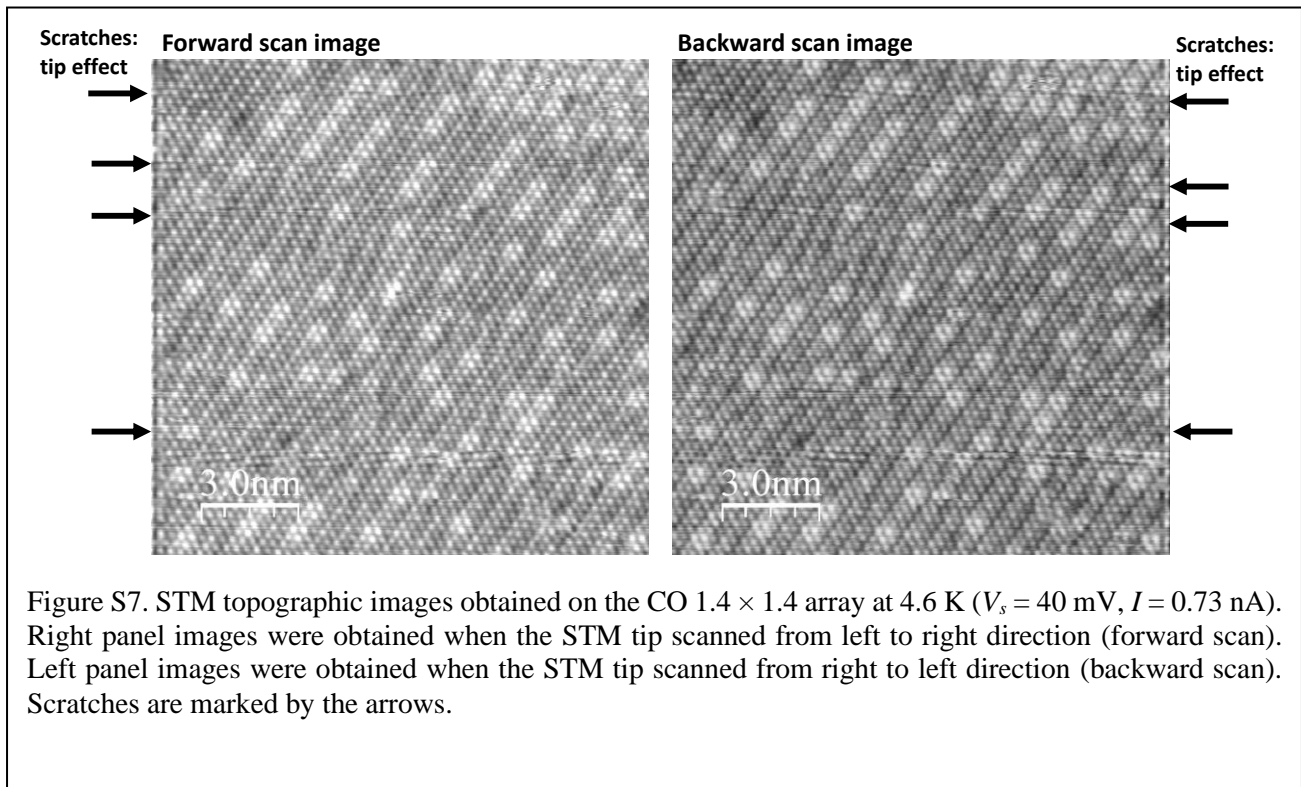 Scratches:
tip effect
Forward scan image
Backward scan image
Scratches:
tip effect
3.0nm
3.0nm
Figure S7. STM topographic images obtained on the CO 1.4 × 1.4 array at 4.6 K (Vs = 40 mV, I = 0.73 nA).
Right panel images were obtained when the STM tip scanned from left to right direction (forward scan).
Left panel images were obtained when the STM tip scanned from right to left direction (backward scan).
Scratches are marked by the arrows.